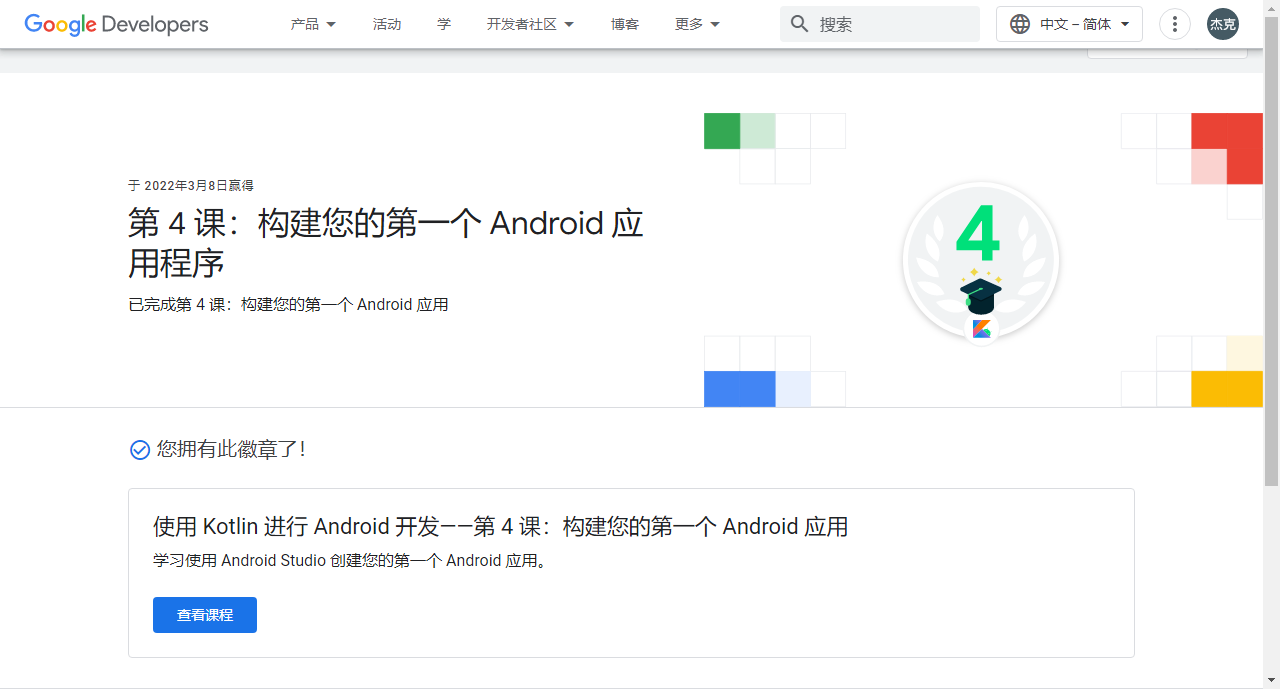 Google Developers 产品 活动 学 开发者社区 博客 更多 搜索 中文 – 简体 杰克
于 2022年3月8日赢得
第 4 课：构建您的第一个 Android 应
用程序
已完成第 4 课：构建您的第一个 Android 应用
4
您拥有此徽章了！
使用 Kotlin 进行 Android 开发——第 4 课：构建您的第一个 Android 应用
学习使用 Android Studio 创建您的第一个 Android 应用。
查看课程